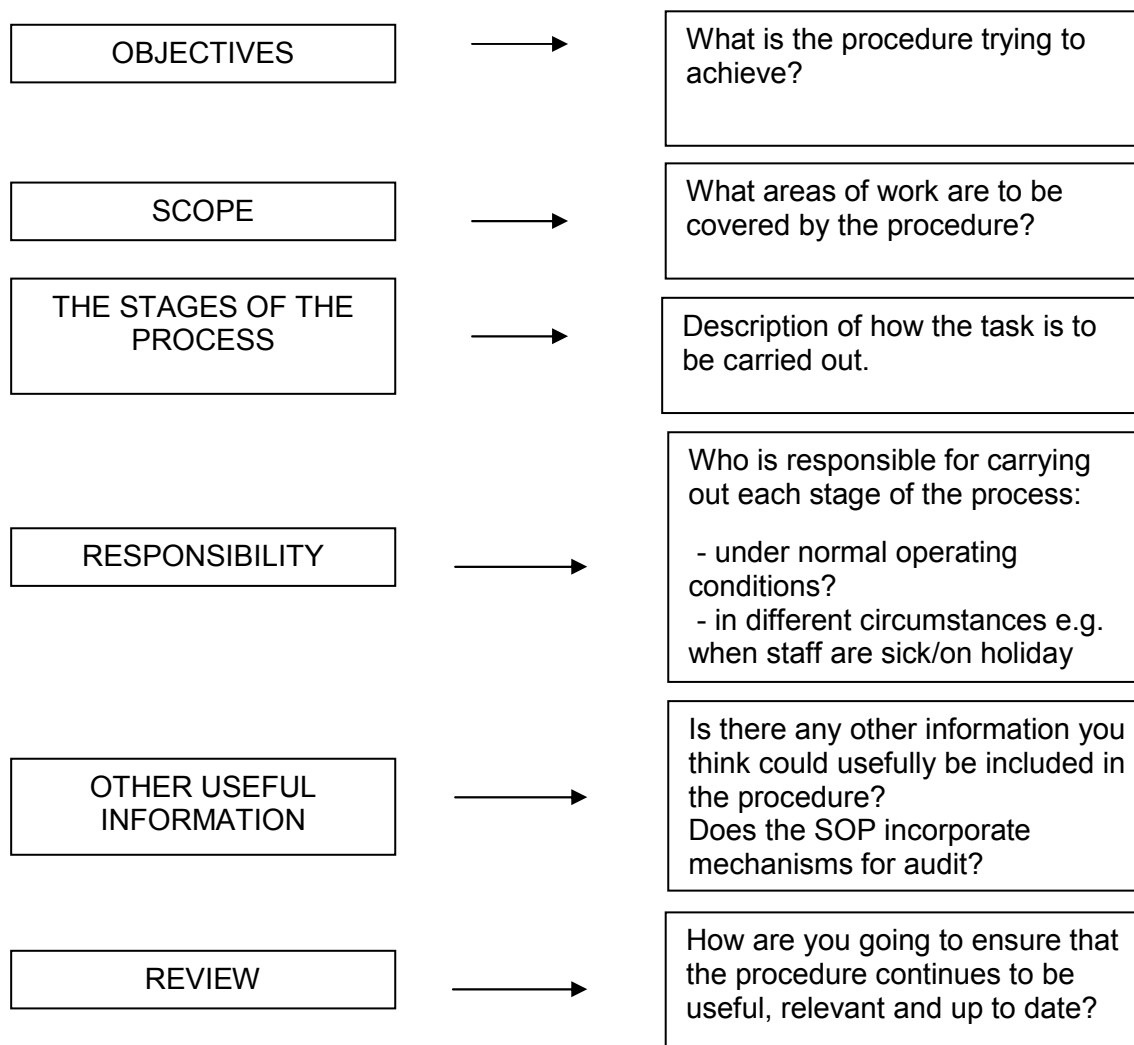 OBJECTIVES
What is the procedure trying to
achieve?
SCOPE
What areas of work are to be
covered by the procedure?
THE STAGES OF THE
PROCESS
Description of how the task is to
be carried out.
RESPONSIBILITY
Who is responsible for carrying
out each stage of the process:
- under normal operating
conditions?
- in different circumstances e.g.
when staff are sick/on holiday
OTHER USEFUL
INFORMATION
Is there any other information you
think could usefully be included in
the procedure?
Does the SOP incorporate
mechanisms for audit?
REVIEW
How are you going to ensure that
the procedure continues to be
useful, relevant and up to date?